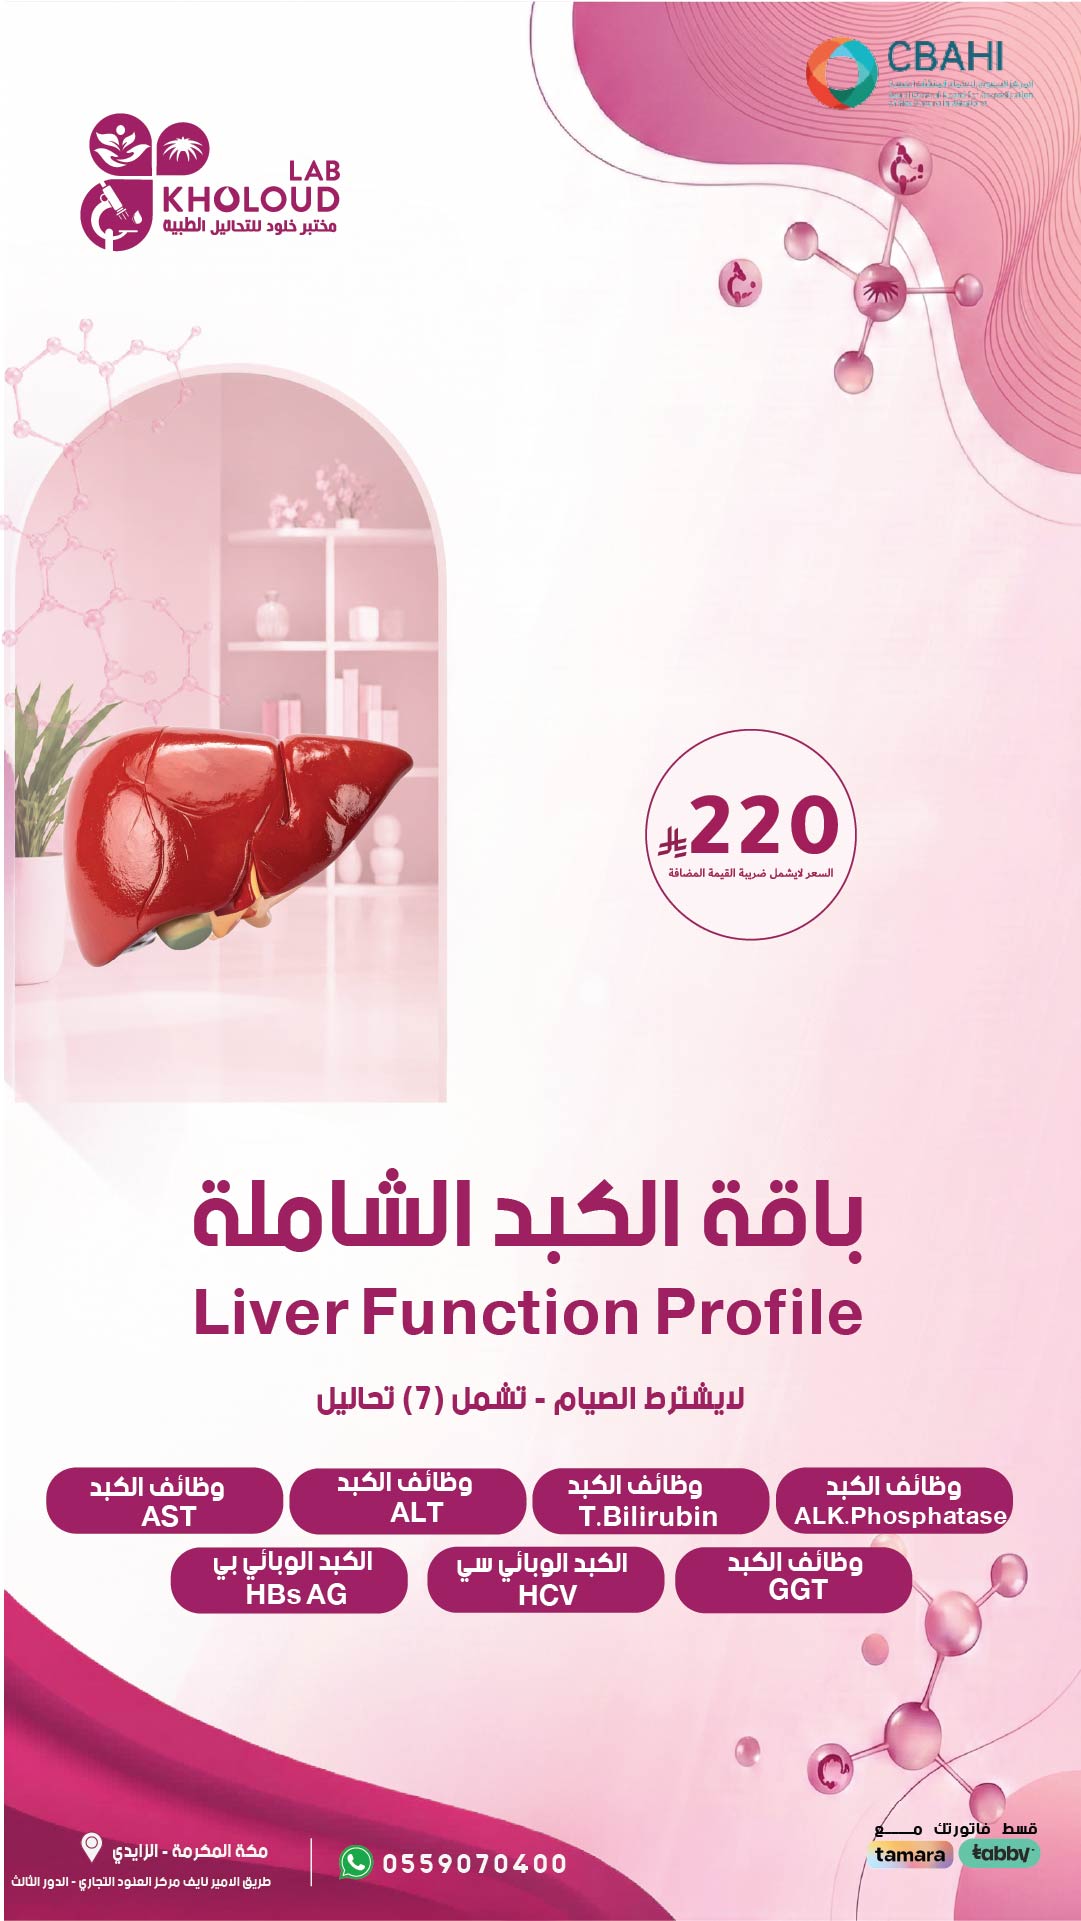 CBAHI
LAB
KHOLOUD
مختبر خلود للتحاليل الطبية
220
السعر لايشمل ضريبة القيمة المضافة
باقة الكبد الشاملة
Liver Function Profile
لايشترط الصيام - تشمل (7) تحاليل
وظائف الكبد
AST
وظائف الكبد
ALT
وظائف الكبد
T.Bilirubin
وظائف الكبد
ALK.Phosphatase
الكبد الوبائي بي
HBs AG
الكبد الوبائي سي
HCV
وظائف الكبد
GGT
قسط فاتورتك مـــع
tamara tabby
مكة المكرمة - الزايدي
طريق الامير نايف مركز العنود التجاري - الدور الثالث
0559070400